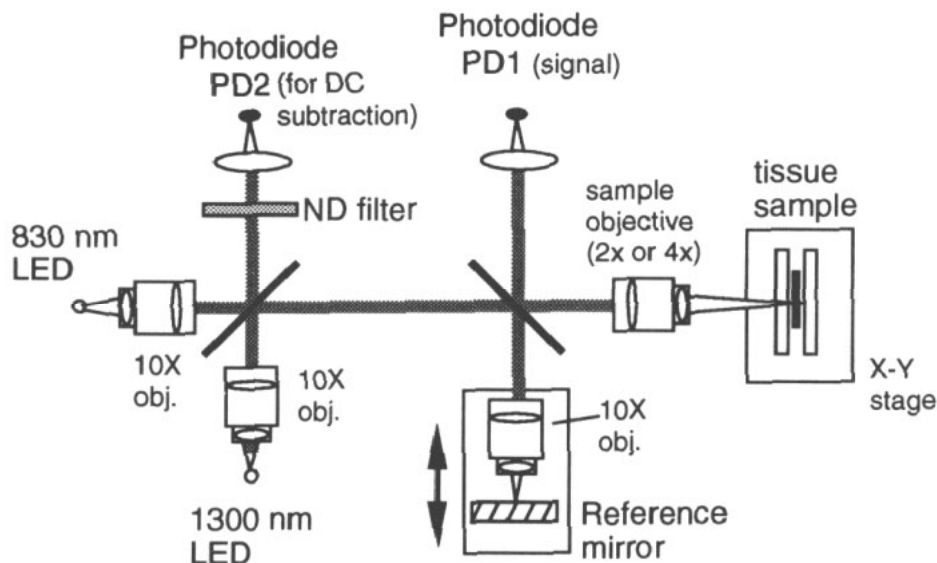 Photodiode
PD2 (for DC
subtraction)
Photodiode
PD1 (signal)
ND filter
sample
objective
(2x or 4x)
tissue
sample
830 nm
LED
10X
obj.
10X
obj.
1300 nm
LED
10X
obj.
Reference
mirror
X-Y
stage